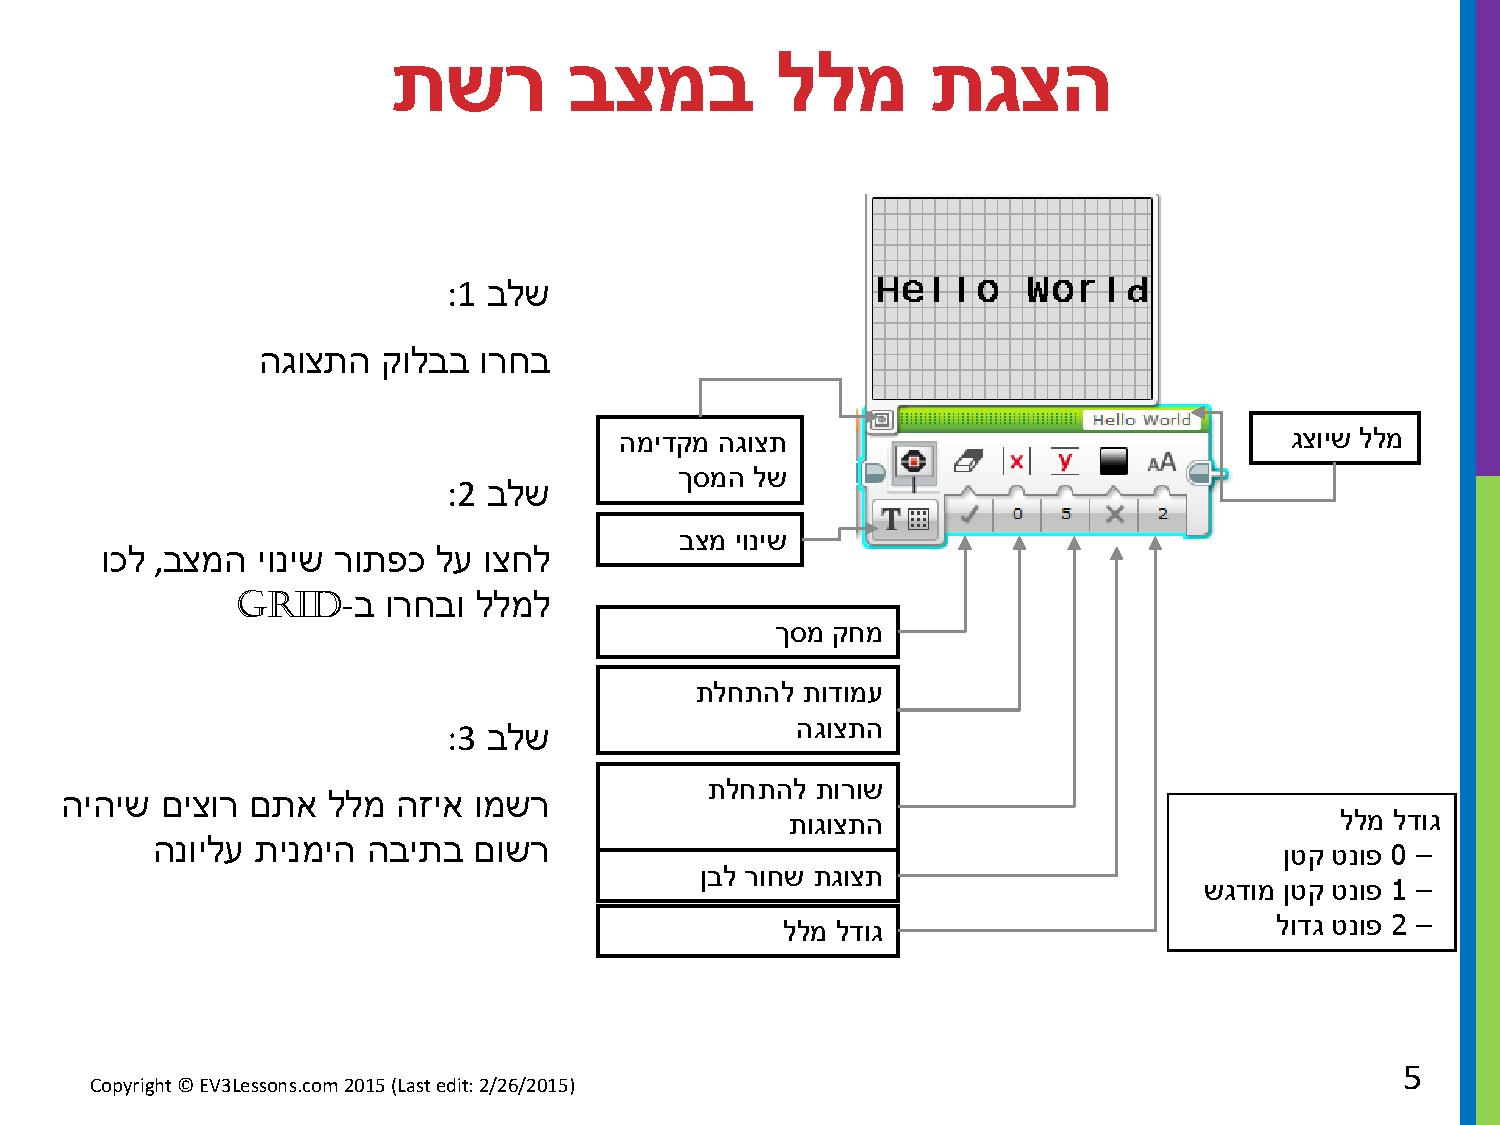 הצגת מלל במצב רשת
שלב 1:
בחרו בבלוק התצוגה
שלב 2:
לחצו על כפתור שינוי המצב, וכל
למלל ובחרו ב-GRID
שלב 3:
רשמו איזה מלל אתם רוצים שיהיה
רשום בתיבה הימנית עליונה
Hello World
Hello World
T
0 5 2
x y AA
תצוגה מקדימה
של המסך
שינוי מצב
מלל שיוצג
מחק מסך
עמודות להתחלת
התצוגה
שורות להתחלת
התצוגות
תצוגת שחור לבן
גודל מלל
גודל מלל
– 0 פונט קטן
– 1 פונט קטן מודגש
– 2 פונט גדול
Copyright © EV3Lessons.com 2015 (Last edit: 2/26/2015)
5